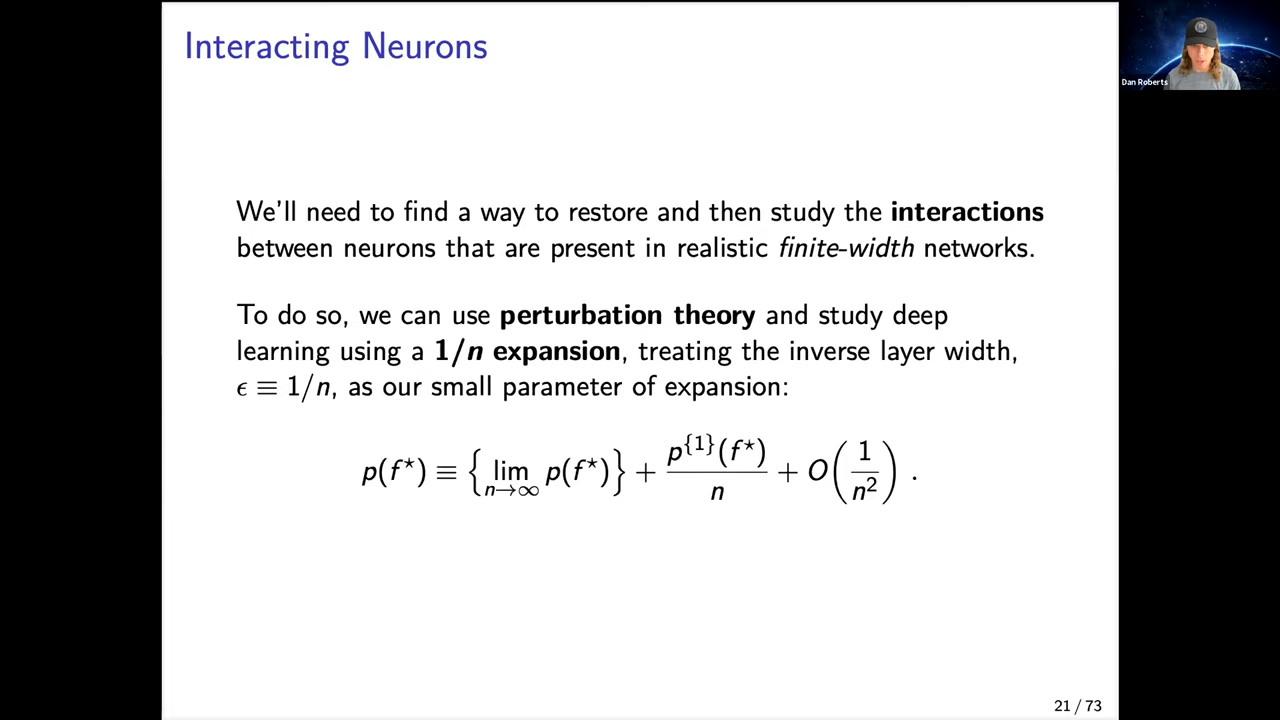 Interacting Neurons
Dan Roberts
We'll need to find a way to restore and then study the interactions
between neurons that are present in realistic finite-width networks.
To do so, we can use perturbation theory and study deep
learning using a 1/n expansion, treating the inverse layer width,
ϵ ≡ 1/n, as our small parameter of expansion:
p(f⋆) ≡ {lim n→∞ p(f⋆)} + p{1}(f⋆)/n + O(1/n²) .
21 / 73